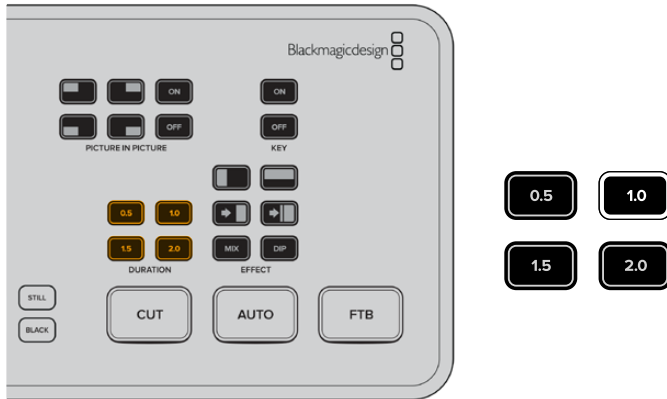 Blackmagicdesign
ON
ON
OFF
OFF
PICTURE IN PICTURE
KEY
0.5
1.0
1.5
2.0
MIX
DIP
DURATION
EFFECT
STILL
BLACK
CUT
AUTO
FTB
0.5
1.0
1.5
2.0